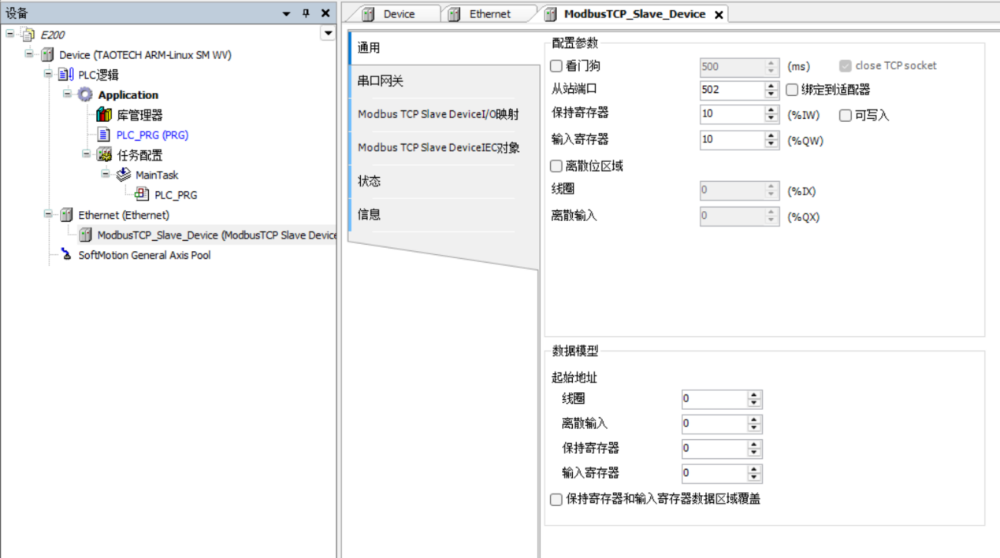 设备
E200
Device (TAOTECH ARM-Linux SM WV)
PLC逻辑
Application
库管理器
PLC_PRG (PRG)
任务配置
MainTask
PLC_PRG
Ethernet (Ethernet)
ModbusTCP_Slave_Device (ModbusTCP Slave Device
SoftMotion General Axis Pool
Device Ethernet ModbusTCP_Slave_Device
通用
串口网关
Modbus TCP Slave DeviceI/O映射
Modbus TCP Slave DeviceIEC对象
状态
信息
配置参数
看门狗 500 (ms) close TCP socket
从站端口 502 绑定到适配器
保持寄存器 10 (%IW) 可写入
输入寄存器 10 (%QW)
离散位区域
线圈 0 (%IX)
离散输入 0 (%QX)
数据模型
起始地址
线圈 0
离散输入 0
保持寄存器 0
输入寄存器 0
保持寄存器和输入寄存器数据区域覆盖